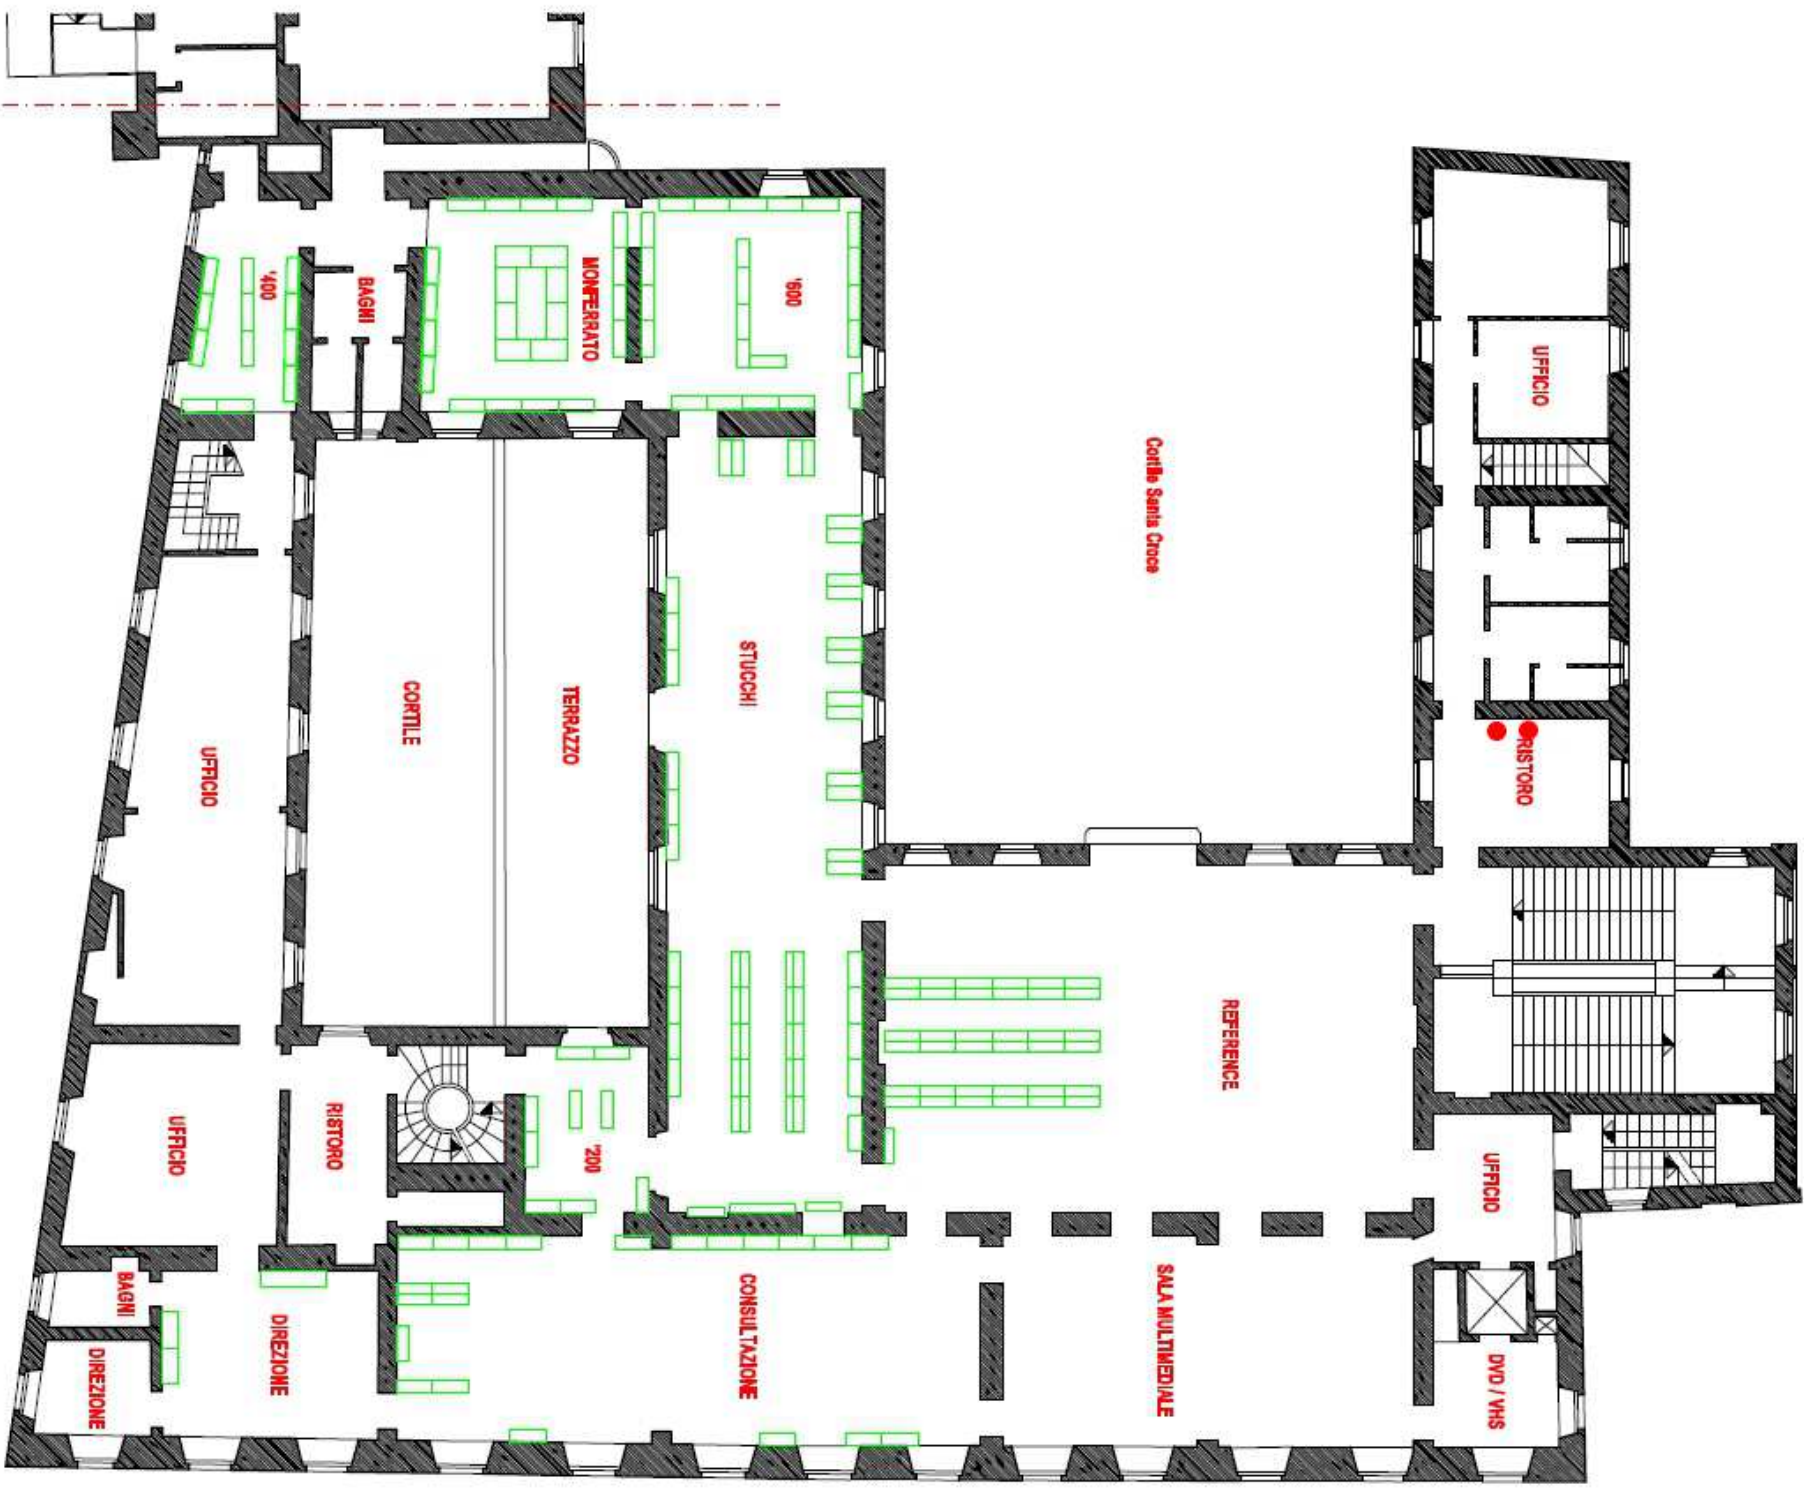 '400
BAGNI
MONFERRATO
'600
UFFICIO
Cortile Santa Croce
STUCCHI
CORTILE
TERRAZZO
UFFICIO
RISTORO
REFERENCE
UFFICIO
RISTORO
'200
UFFICIO
BAGNI
DIREZIONE
DIREZIONE
CONSULTAZIONE
SALA MULTIMEDIALE
DVD / VHS